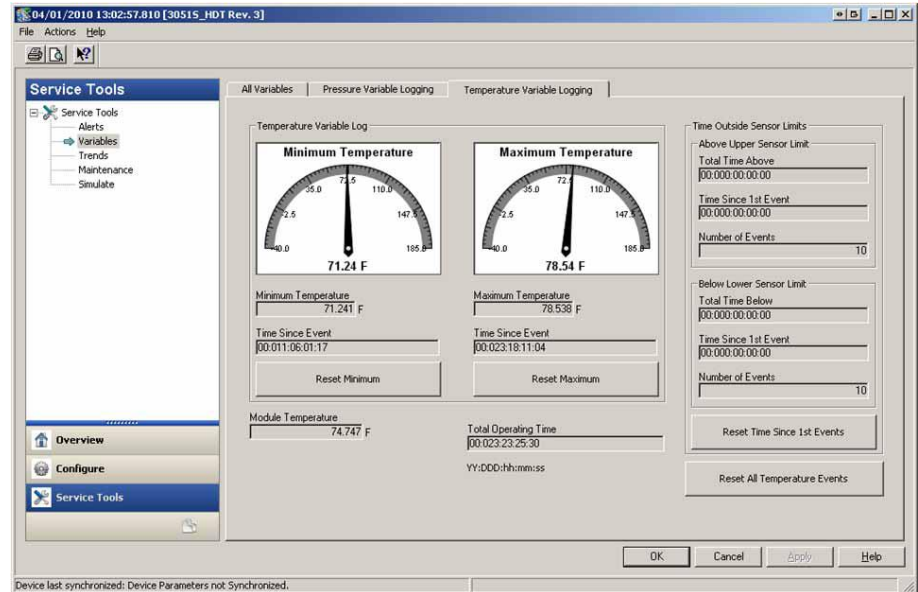 04/01/2010 13:02:57.810 [3051S_HDT Rev. 3]
File Actions Help
Service Tools
Service Tools
Alerts
Variables
Trends
Maintenance
Simulate
Overview
Configure
Service Tools
All Variables
Pressure Variable Logging
Temperature Variable Logging
Temperature Variable Log
Minimum Temperature
-2.5
35.0
72.5
110.0
147.
-40.0
185.0
71.24 F
Minimum Temperature
71.241 F
Time Since Event
00:011:06:01:17
Reset Minimum
Maximum Temperature
-2.5
35.0
72.
110.0
147.
-40.0
185.0
78.54 F
Maximum Temperature
78.538 F
Time Since Event
00:023:18:11:04
Reset Maximum
Module Temperature
74.747 F
Total Operating Time
00:023:23:25:30
YY:DDD:hh:mm:ss
Time Outside Sensor Limits
Above Upper Sensor Limit
Total Time Above
00:000:00:00:00
Time Since 1st Event
00:000:00:00:00
Number of Events
10
Below Lower Sensor Limit
Total Time Below
00:000:00:00:00
Time Since 1st Event
00:000:00:00:00
Number of Events
10
Reset Time Since 1st Events
Reset All Temperature Events
OK
Cancel
Apply
Help
Device last synchronized: Device Parameters not Synchronized.